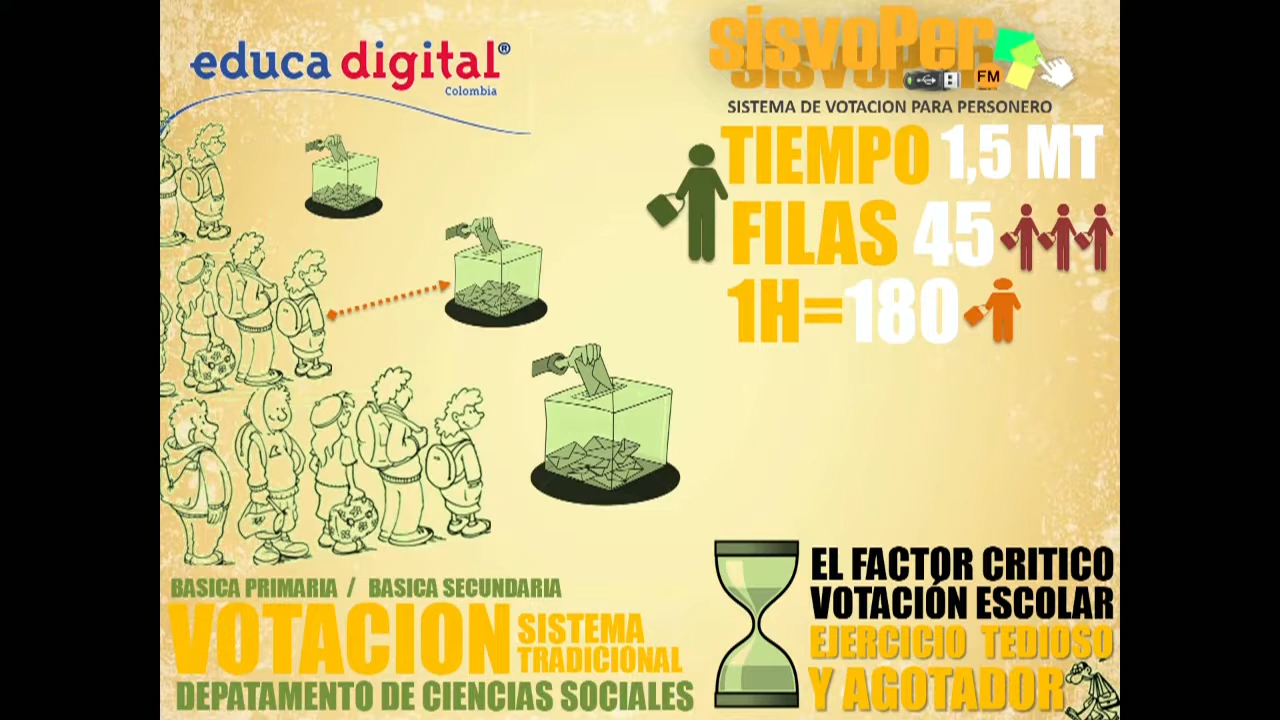 educa digital®
Colombia
sisvoPer
FM
SISTEMA DE VOTACION PARA PERSONERO
TIEMPO 1,5 MT
FILAS 45
1H=180
BASICA PRIMARIA / BASICA SECUNDARIA
VOTACION SISTEMA
TRADICIONAL
DEPATAMENTO DE CIENCIAS SOCIALES
EL FACTOR CRITICO
VOTACIÓN ESCOLAR
EJERCICIO TEDIOSO
Y AGOTADOR